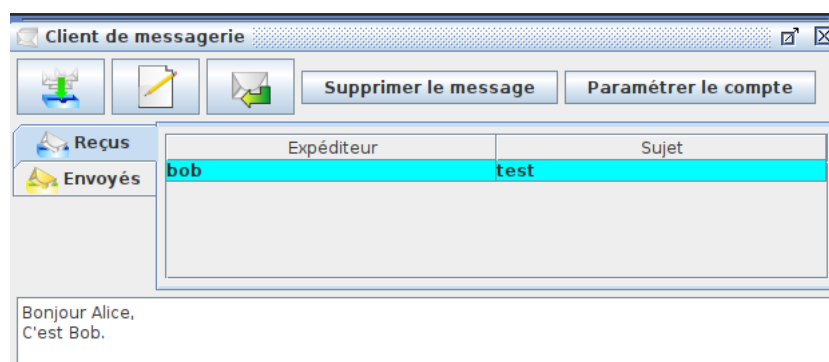 Client de messagerie
Supprimer le message
Paramétrer le compte
Reçus
Envoyés
Expéditeur Sujet
bob test
Bonjour Alice,
C'est Bob.